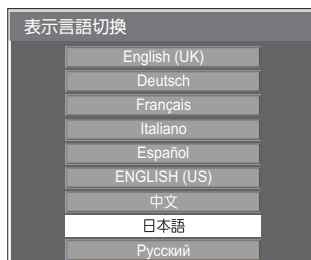 表示言語切換
English (UK)
Deutsch
Français
Italiano
Español
ENGLISH (US)
中文
日本語
Русский